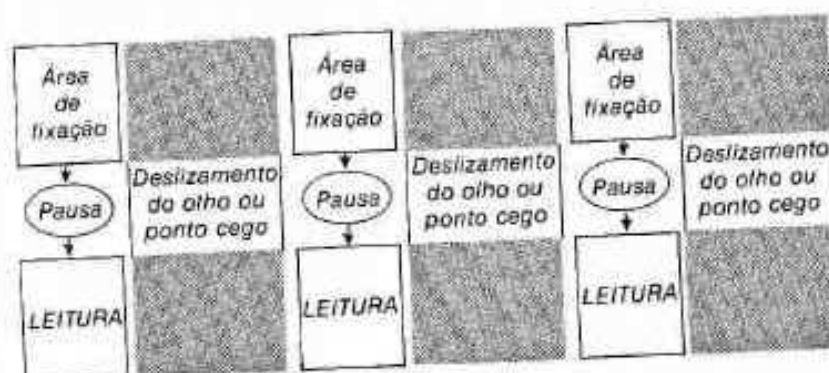 Área
de
fixação
Pausa
LEITURA
Deslizamento
do olho ou
ponto cego
Área
de
fixação
Pausa
LEITURA
Deslizamento
do olho ou
ponto cego
Área
de
fixação
Pausa
LEITURA
Deslizamento
do olho ou
ponto cego